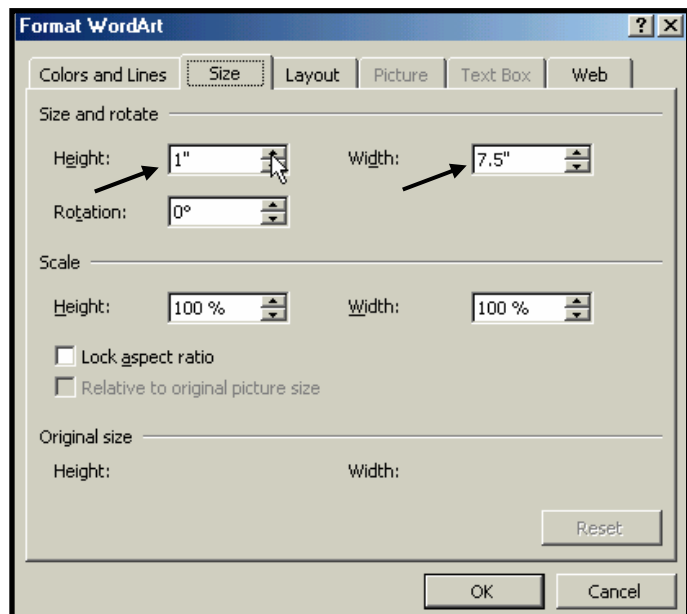 Format WordArt
Colors and Lines Size Layout Picture Text Box Web
Size and rotate
Height: 1" Width: 7.5"
Rotation: 0°
Scale
Height: 100 % Width: 100 %
Lock aspect ratio
Relative to original picture size
Original size
Height: Width:
Reset
OK Cancel